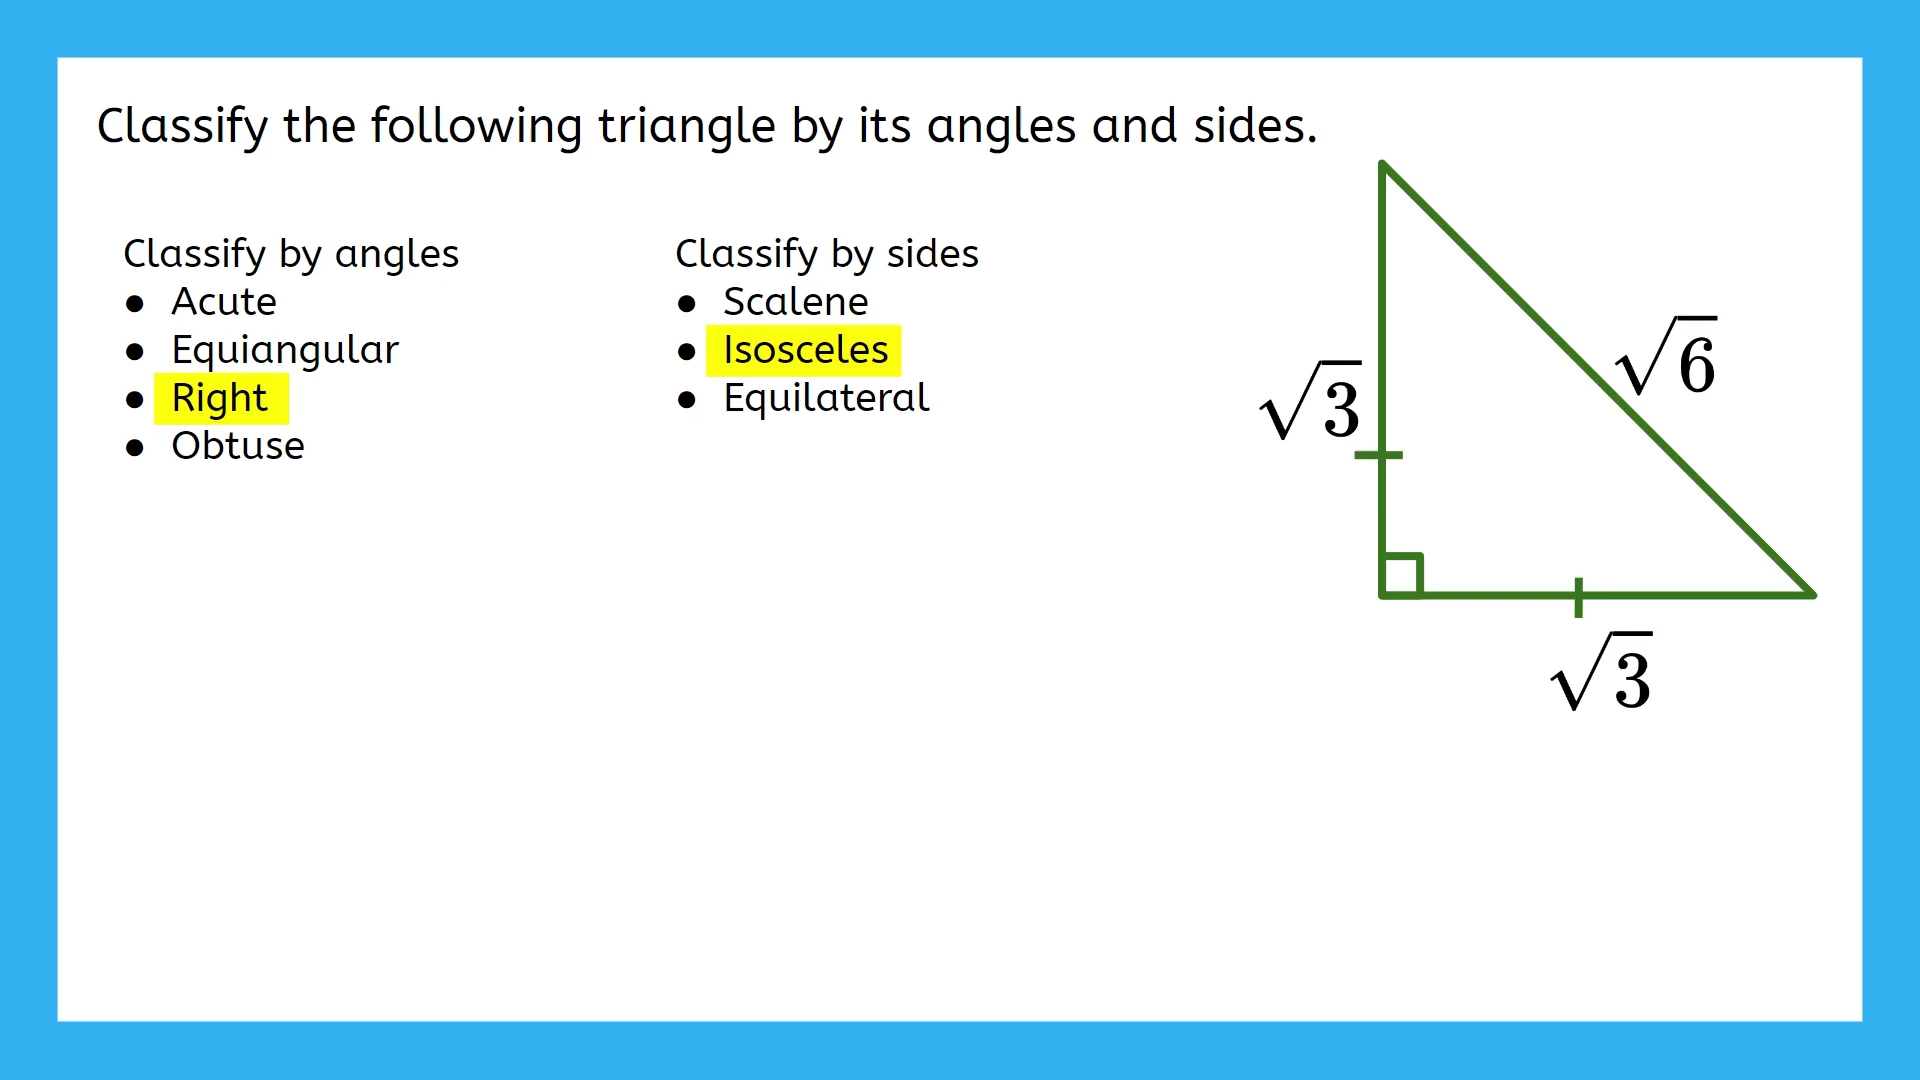 Classify the following triangle by its angles and sides.
Classify by angles
● Acute
● Equiangular
● Right
● Obtuse
Classify by sides
● Scalene
● Isosceles
● Equilateral
√3
√6
√3